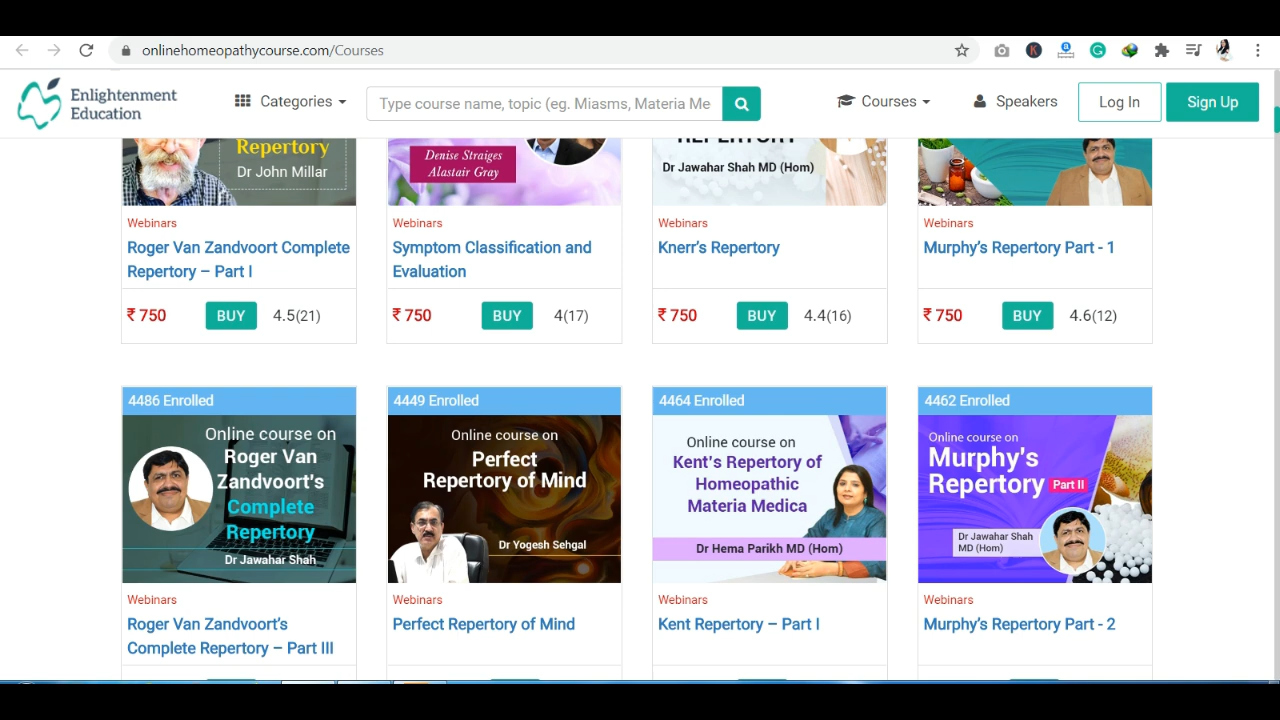 onlinehomeopathycourse.com/Courses
Enlightenment
Education
Categories
Type course name, topic (eg. Miasms, Materia Me
Courses
Speakers
Log In
Sign Up
Repertory
Dr John Millar
Denise Straiges
Alastair Gray
REPERTORY
Dr Jawahar Shah MD (Hom)
Webinars
Roger Van Zandvoort Complete
Repertory – Part I
₹ 750
BUY
4.5(21)
Webinars
Symptom Classification and
Evaluation
₹ 750
BUY
4(17)
Webinars
Knerr's Repertory
₹ 750
BUY
4.4(16)
Webinars
Murphy's Repertory Part - 1
₹ 750
BUY
4.6(12)
4486 Enrolled
Online course on
Roger Van
Zandvoort's
Complete
Repertory
Dr Jawahar Shah
Webinars
Roger Van Zandvoort's
Complete Repertory – Part III
4449 Enrolled
Online course on
Perfect
Repertory of Mind
Dr Yogesh Sehgal
Webinars
Perfect Repertory of Mind
4464 Enrolled
Online course on
Kent's Repertory of
Homeopathic
Materia Medica
Dr Hema Parikh MD (Hom)
Webinars
Kent Repertory – Part I
4462 Enrolled
Online course on
Murphy's
Repertory Part II
Dr Jawahar Shah
MD (Hom)
Webinars
Murphy's Repertory Part - 2